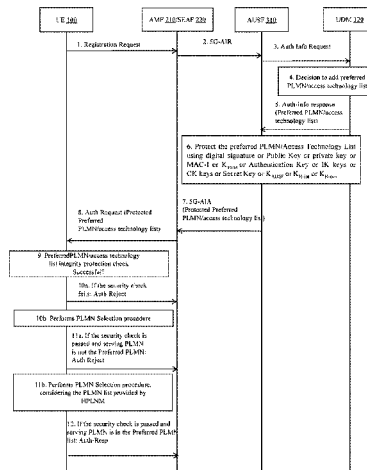 UE 100
AMF 210/SEAF 220
AUSF 310
UDM 320
1. Registration Request
2. 5G-AIR
3. Auth Info Request
4. Decision to add preferred
PLMN/access technology list
5. Auth-info response
(Preferred PLMN/access
technology list)
6. Protect the preferred PLMN/Access Technology List
using digital signature or Public Key or private key or
MAC-I or or Authentication Key or IK keys or
CK keys or Secret Key or K_AUSF or or
7. 5G-AIA
(Protected Preferred
PLMN/access technology list)
8. Auth Request (Protected
Preferred
PLMN/access technology list)
9. Preferred PLMN/access technology
list integrity protection check
Successful?
10a. If the security check
fails: Auth Reject
10b. Performs PLMN Selection procedure
11a. If the security check is
passed and serving PLMN
is not the Preferred PLMN:
Auth Reject
11b. Performs PLMN Selection procedure,
considering the PLMN list provided by
HPLNM
12. If the security check is passed and
serving PLMN is in the Preferred PLMN
list: Auth-Resp